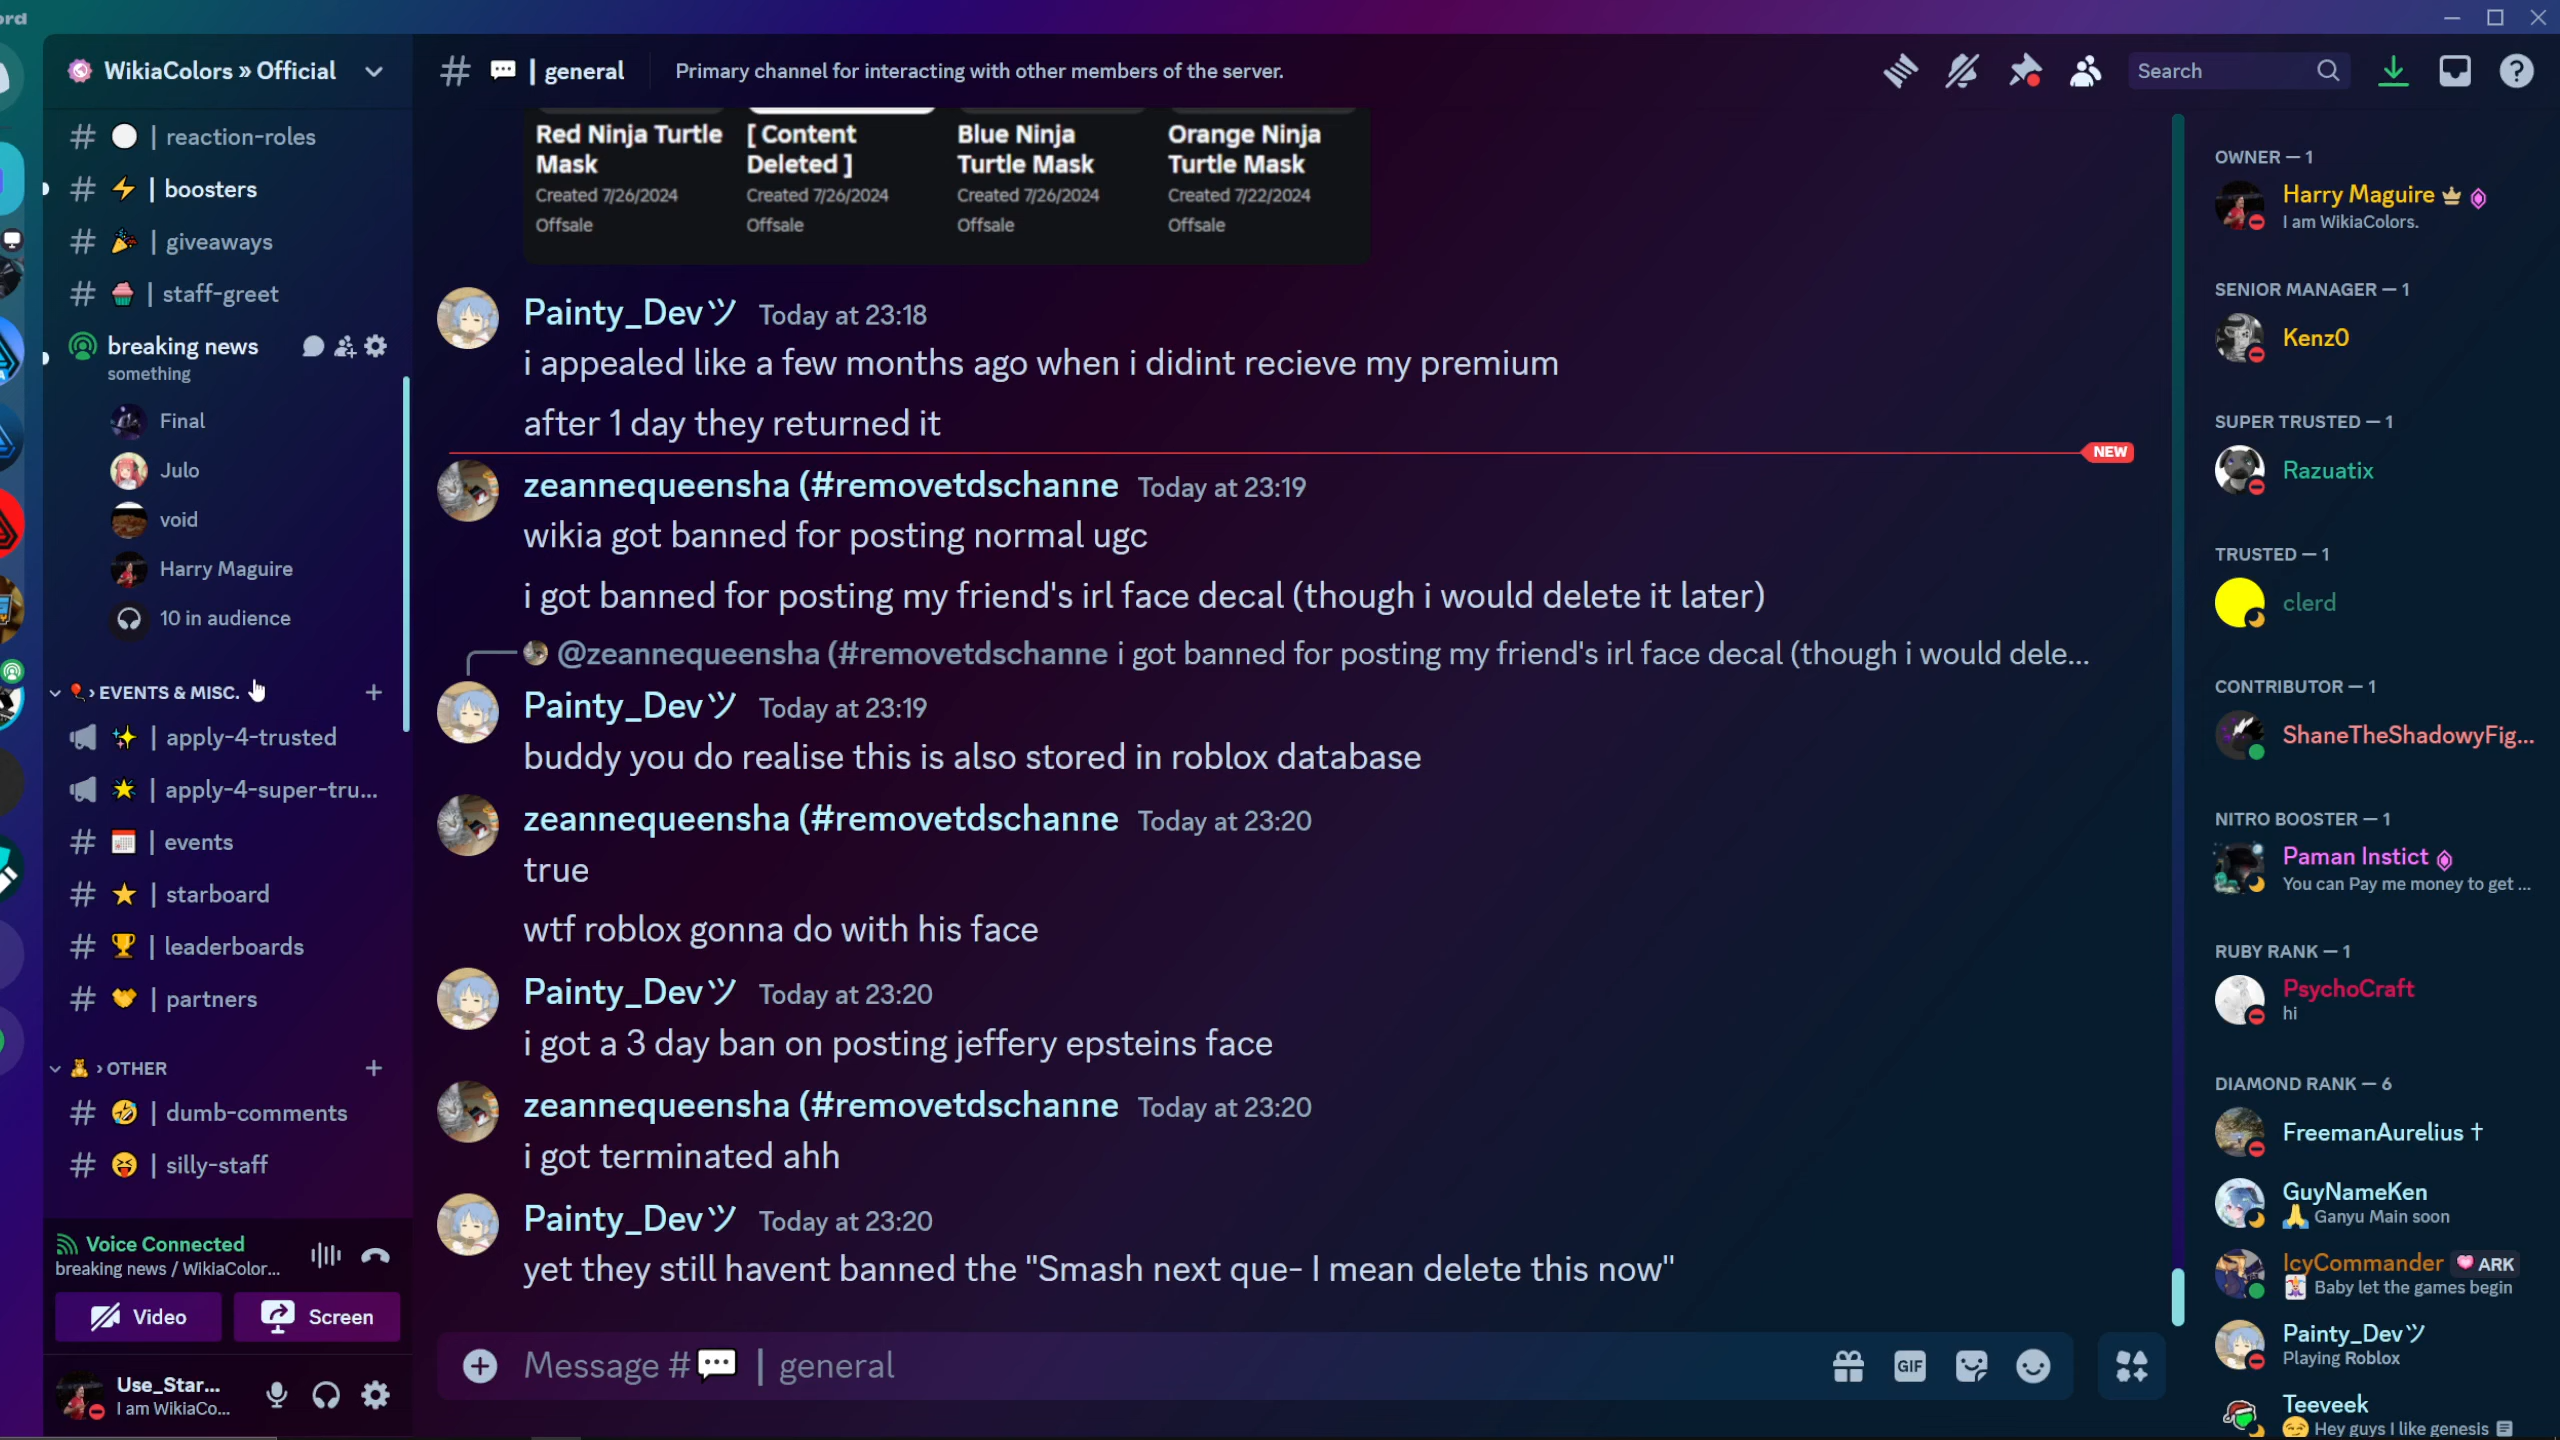 ord
WikiaColors » Official
# | general
Primary channel for interacting with other members of the server.
Search
# | reaction-roles
# | boosters
# | giveaways
# | staff-greet
breaking news
something
Final
Julo
void
Harry Maguire
10 in audience
› EVENTS & MISC.
| apply-4-trusted
| apply-4-super-tru...
# | events
# | starboard
# | leaderboards
# | partners
› OTHER
# | dumb-comments
# | silly-staff
Voice Connected
breaking news / WikiaColor...
Video
Screen
Use_Star...
I am WikiaCo...
Red Ninja Turtle Mask
Created 7/26/2024
Offsale
[ Content Deleted ]
Created 7/26/2024
Offsale
Blue Ninja Turtle Mask
Created 7/26/2024
Offsale
Orange Ninja Turtle Mask
Created 7/22/2024
Offsale
Painty_Devツ Today at 23:18
i appealed like a few months ago when i didint recieve my premium
after 1 day they returned it
NEW
zeannequeensha (#removetdschanne Today at 23:19
wikia got banned for posting normal ugc
i got banned for posting my friend's irl face decal (though i would delete it later)
@zeannequeensha (#removetdschanne i got banned for posting my friend's irl face decal (though i would dele...
Painty_Devツ Today at 23:19
buddy you do realise this is also stored in roblox database
zeannequeensha (#removetdschanne Today at 23:20
true
wtf roblox gonna do with his face
Painty_Devツ Today at 23:20
i got a 3 day ban on posting jeffery epsteins face
zeannequeensha (#removetdschanne Today at 23:20
i got terminated ahh
Painty_Devツ Today at 23:20
yet they still havent banned the "Smash next que- I mean delete this now"
Message # | general
GIF
OWNER — 1
Harry Maguire
I am WikiaColors.
SENIOR MANAGER — 1
Kenz0
SUPER TRUSTED — 1
Razuatix
TRUSTED — 1
clerd
CONTRIBUTOR — 1
ShaneTheShadowyFig...
NITRO BOOSTER — 1
Paman Instict
You can Pay me money to get ...
RUBY RANK — 1
PsychoCraft
hi
DIAMOND RANK — 6
FreemanAurelius †
GuyNameKen
Ganyu Main soon
IcyCommander ARK
Baby let the games begin
Painty_Devツ
Playing Roblox
Teeveek
Hey guys I like genesis